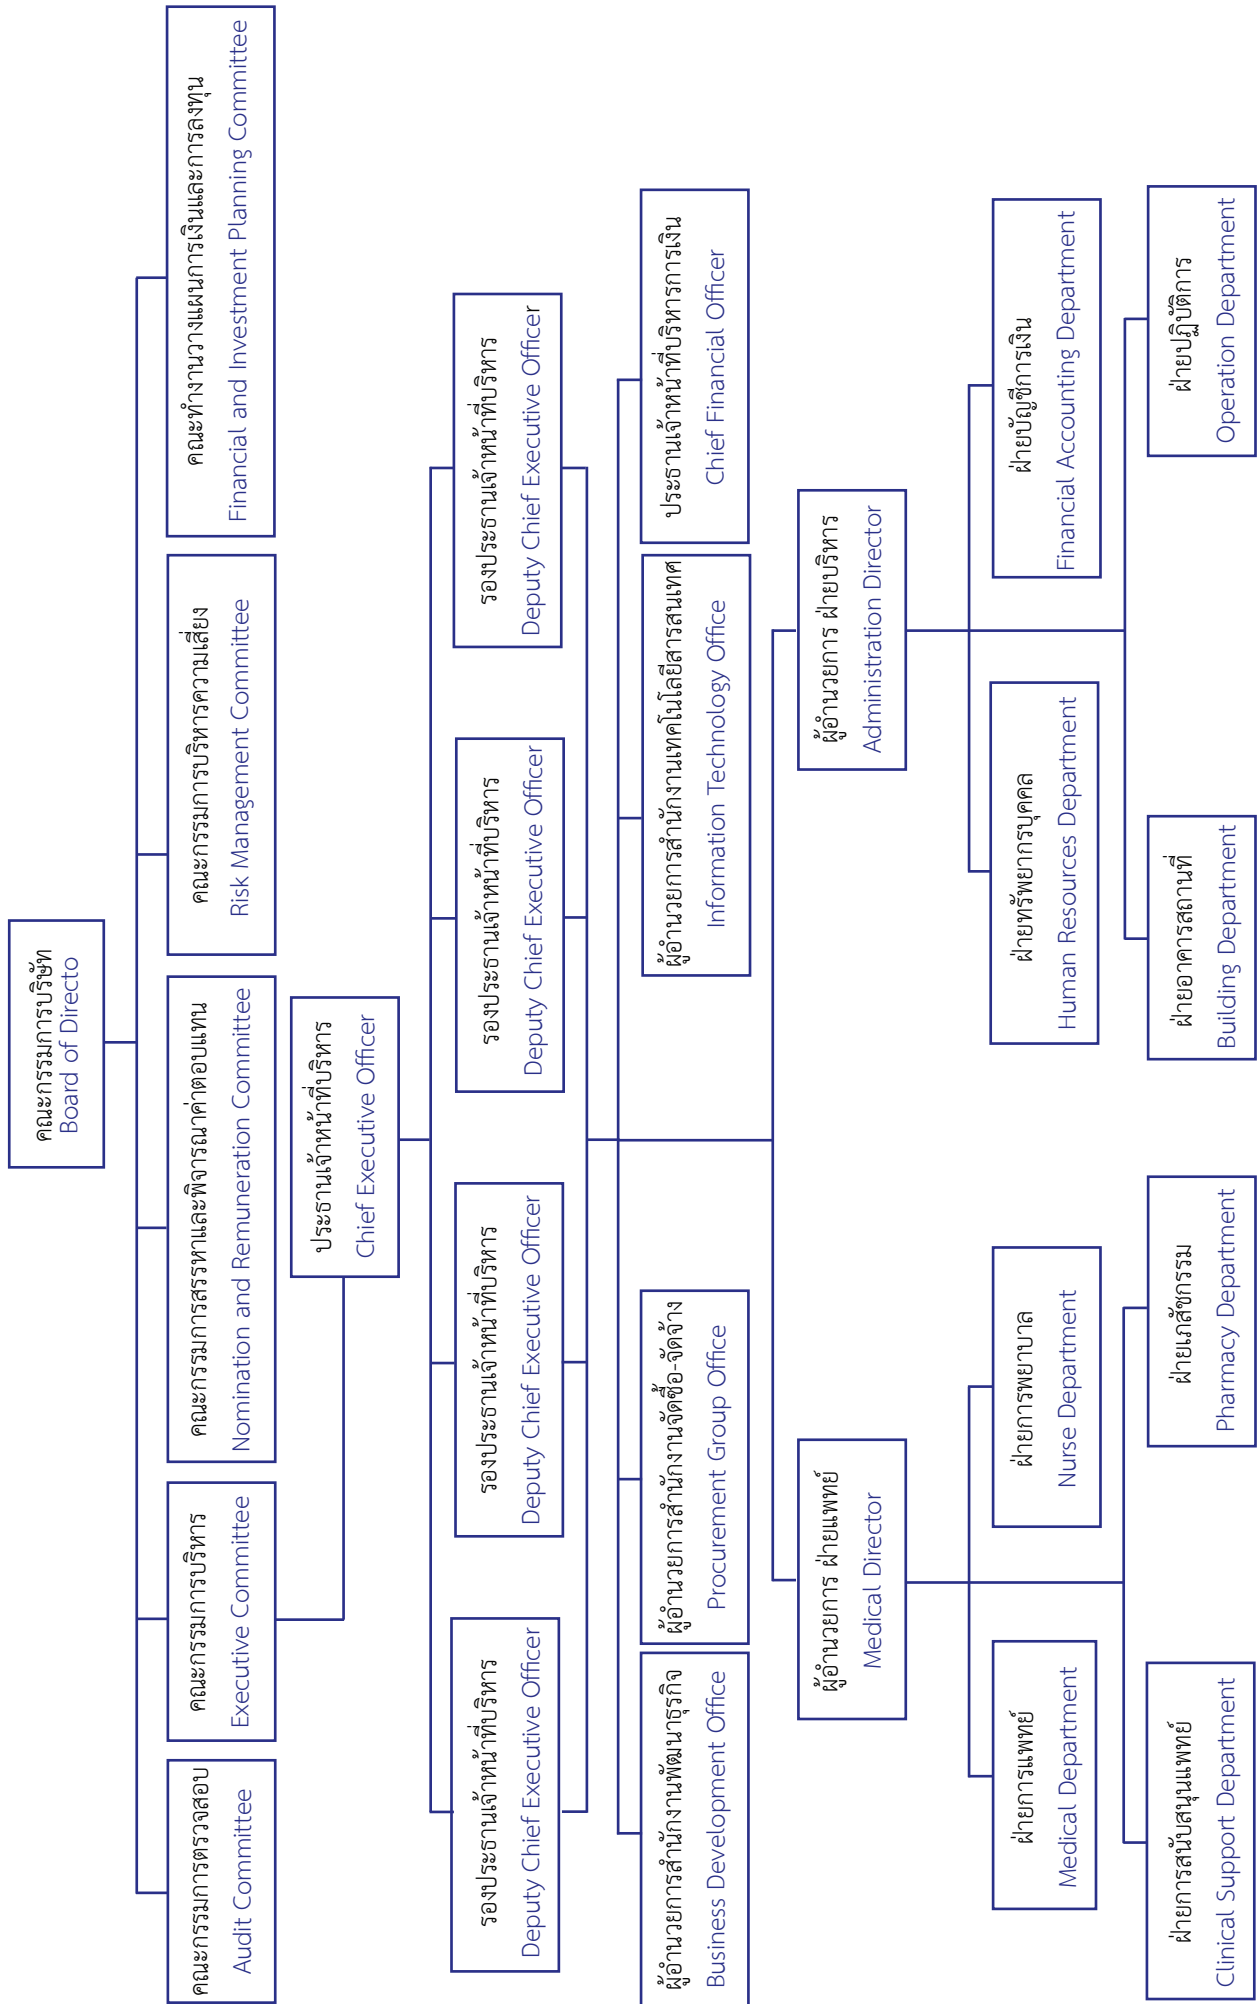 คณะกรรมการบริษัท
Board of Directo
คณะกรรมการตรวจสอบ
Audit Committee
คณะกรรมการบริหาร
Executive Committee
คณะกรรมการสรรหาและพิจารณาค่าตอบแทน
Nomination and Remuneration Committee
คณะกรรมการบริหารความเสี่ยง
Risk Management Committee
คณะทำงานวางแผนการเงินและการลงทุน
Financial and Investment Planning Committee
ประธานเจ้าหน้าที่บริหาร
Chief Executive Officer
รองประธานเจ้าหน้าที่บริหาร
Deputy Chief Executive Officer
รองประธานเจ้าหน้าที่บริหาร
Deputy Chief Executive Officer
รองประธานเจ้าหน้าที่บริหาร
Deputy Chief Executive Officer
รองประธานเจ้าหน้าที่บริหาร
Deputy Chief Executive Officer
ผู้อำนวยการสำนักงานพัฒนาธุรกิจ
Business Development Office
ผู้อำนวยการสำนักงานจัดซื้อ-จัดจ้าง
Procurement Group Office
ผู้อำนวยการสำนักงานเทคโนโลยีสารสนเทศ
Information Technology Office
ประธานเจ้าหน้าที่บริหารการเงิน
Chief Financial Officer
ผู้อำนวยการ ฝ่ายแพทย์
Medical Director
ผู้อำนวยการ ฝ่ายบริหาร
Administration Director
ฝ่ายการแพทย์
Medical Department
ฝ่ายการพยาบาล
Nurse Department
ฝ่ายทรัพยากรบุคคล
Human Resources Department
ฝ่ายบัญชีการเงิน
Financial Accounting Department
ฝ่ายการสนับสนุนแพทย์
Clinical Support Department
ฝ่ายเภสัชกรรม
Pharmacy Department
ฝ่ายอาคารสถานที่
Building Department
ฝ่ายปฏิบัติการ
Operation Department